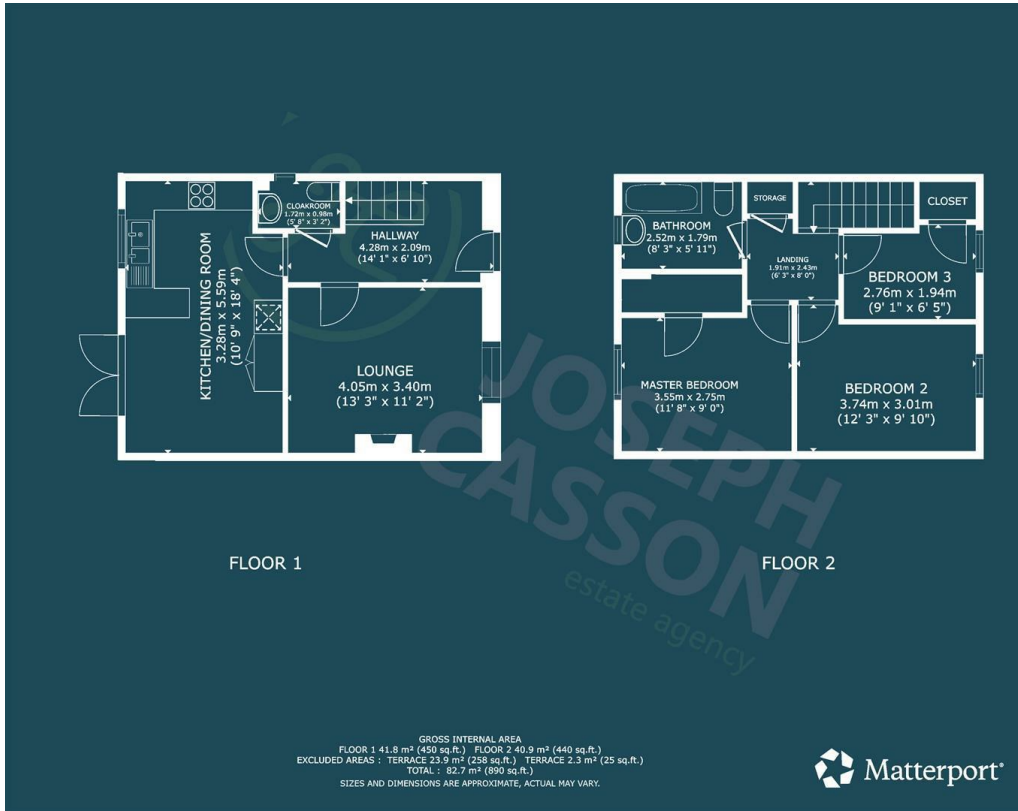 CLOAKROOM
1.72m x 0.98m
(5' 8" x 3' 2")
HALLWAY
4.28m x 2.09m
(14' 1" x 6' 10")
KITCHEN/DINING ROOM
3.28m x 5.59m
(10' 9" x 18' 4")
LOUNGE
4.05m x 3.40m
(13' 3" x 11' 2")
FLOOR 1
STORAGE
CLOSET
BATHROOM
2.52m x 1.79m
(8' 3" x 5' 11")
LANDING
1.91m x 2.43m
(6' 3" x 8' 0")
BEDROOM 3
2.76m x 1.94m
(9' 1" x 6' 5")
MASTER BEDROOM
3.55m x 2.75m
(11' 8" x 9' 0")
BEDROOM 2
3.74m x 3.01m
(12' 3" x 9' 10")
FLOOR 2
JOSEPH
CASSON
estate agency
GROSS INTERNAL AREA
FLOOR 1 41.8 m² (450 sq.ft.) FLOOR 2 40.9 m² (440 sq.ft.)
EXCLUDED AREAS : TERRACE 23.9 m² (258 sq.ft.) TERRACE 2.3 m² (25 sq.ft.)
TOTAL : 82.7 m² (890 sq.ft.)
SIZES AND DIMENSIONS ARE APPROXIMATE, ACTUAL MAY VARY.
Matterport®